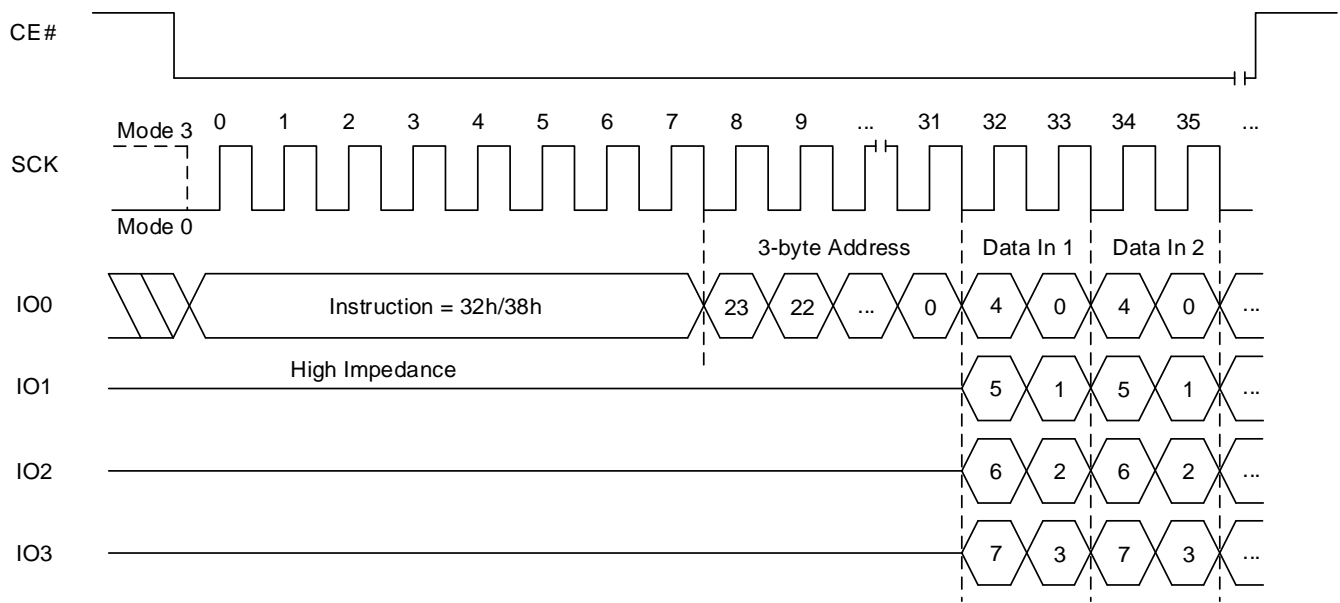 CE#
Mode 3 0 1 2 3 4 5 6 7 8 9 ... 31 32 33 34 35 ...
SCK
Mode 0
3-byte Address Data In 1 Data In 2
IO0 Instruction = 32h/38h 23 22 ... 0 4 0 4 0 ...
High Impedance
IO1 5 1 5 1 ...
IO2 6 2 6 2 ...
IO3 7 3 7 3 ...